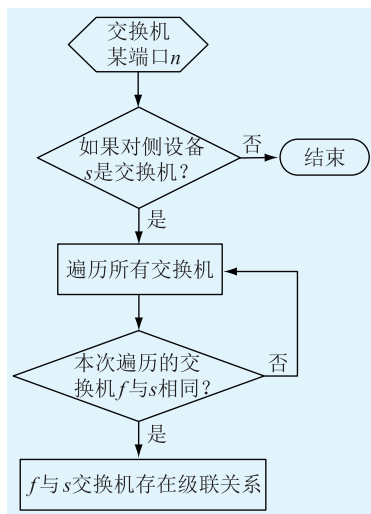 交换机
某端口n
如果对侧设备
s是交换机？
否
结束
是
遍历所有交换机
本次遍历的交
换机f与s相同？
否
是
f与s交换机存在级联关系